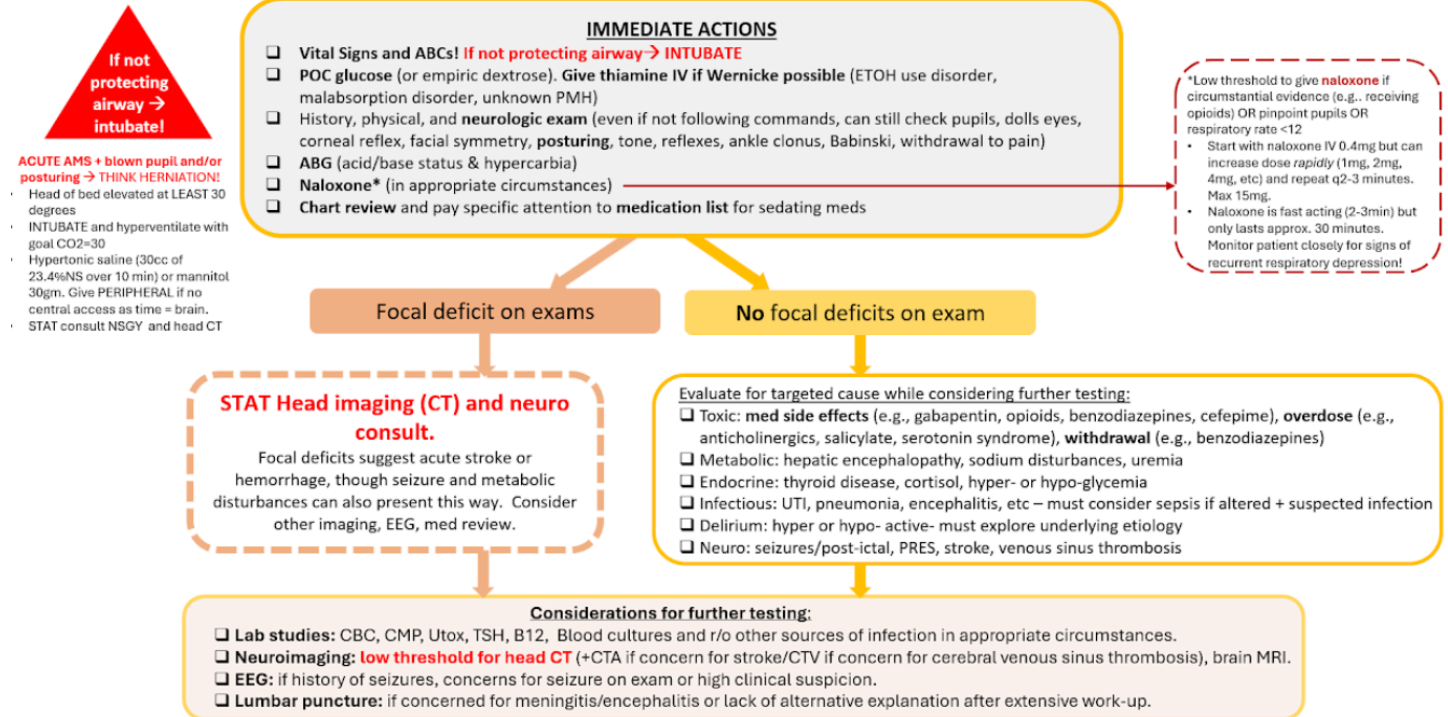 If not
protecting
airway →
intubate!
ACUTE AMS + blown pupil and/or
posturing → THINK HERNIATION!
· Head of bed elevated at LEAST 30
degrees
· INTUBATE and hyperventilate with
goal CO2=30
· Hypertonic saline (30cc of
23.4%NS over 10 min) or mannitol
30gm. Give PERIPHERAL if no
central access as time = brain.
· STAT consult NSGY and head CT
IMMEDIATE ACTIONS
❑ Vital Signs and ABCs! If not protecting airway→ INTUBATE
❑ POC glucose (or empiric dextrose). Give thiamine IV if Wernicke possible (ETOH use disorder,
malabsorption disorder, unknown PMH)
❑ History, physical, and neurologic exam (even if not following commands, can still check pupils, dolls eyes,
corneal reflex, facial symmetry, posturing, tone, reflexes, ankle clonus, Babinski, withdrawal to pain)
❑ ABG (acid/base status & hypercarbia)
❑ Naloxone* (in appropriate circumstances)
❑ Chart review and pay specific attention to medication list for sedating meds
*Low threshold to give naloxone if
circumstantial evidence (e.g., receiving
opioids) OR pinpoint pupils OR
respiratory rate <12
• Start with naloxone IV 0.4mg but can
increase dose rapidly (1mg, 2mg,
4mg, etc) and repeat q2-3 minutes.
Max 15mg.
• Naloxone is fast acting (2-3min) but
only lasts approx. 30 minutes.
Monitor patient closely for signs of
recurrent respiratory depression!
Focal deficit on exams
No focal deficits on exam
STAT Head imaging (CT) and neuro
consult.
Focal deficits suggest acute stroke or
hemorrhage, though seizure and metabolic
disturbances can also present this way. Consider
other imaging, EEG, med review.
Evaluate for targeted cause while considering further testing:
❑ Toxic: med side effects (e.g., gabapentin, opioids, benzodiazepines, cefepime), overdose (e.g.,
anticholinergics, salicylate, serotonin syndrome), withdrawal (e.g., benzodiazepines)
❑ Metabolic: hepatic encephalopathy, sodium disturbances, uremia
❑ Endocrine: thyroid disease, cortisol, hyper- or hypo-glycemia
❑ Infectious: UTI, pneumonia, encephalitis, etc – must consider sepsis if altered + suspected infection
❑ Delirium: hyper or hypo- active- must explore underlying etiology
❑ Neuro: seizures/post-ictal, PRES, stroke, venous sinus thrombosis
Considerations for further testing:
❑ Lab studies: CBC, CMP, Utox, TSH, B12, Blood cultures and r/o other sources of infection in appropriate circumstances.
❑ Neuroimaging: low threshold for head CT (+CTA if concern for stroke/CTV if concern for cerebral venous sinus thrombosis), brain MRI.
❑ EEG: if history of seizures, concerns for seizure on exam or high clinical suspicion.
❑ Lumbar puncture: if concerned for meningitis/encephalitis or lack of alternative explanation after extensive work-up.